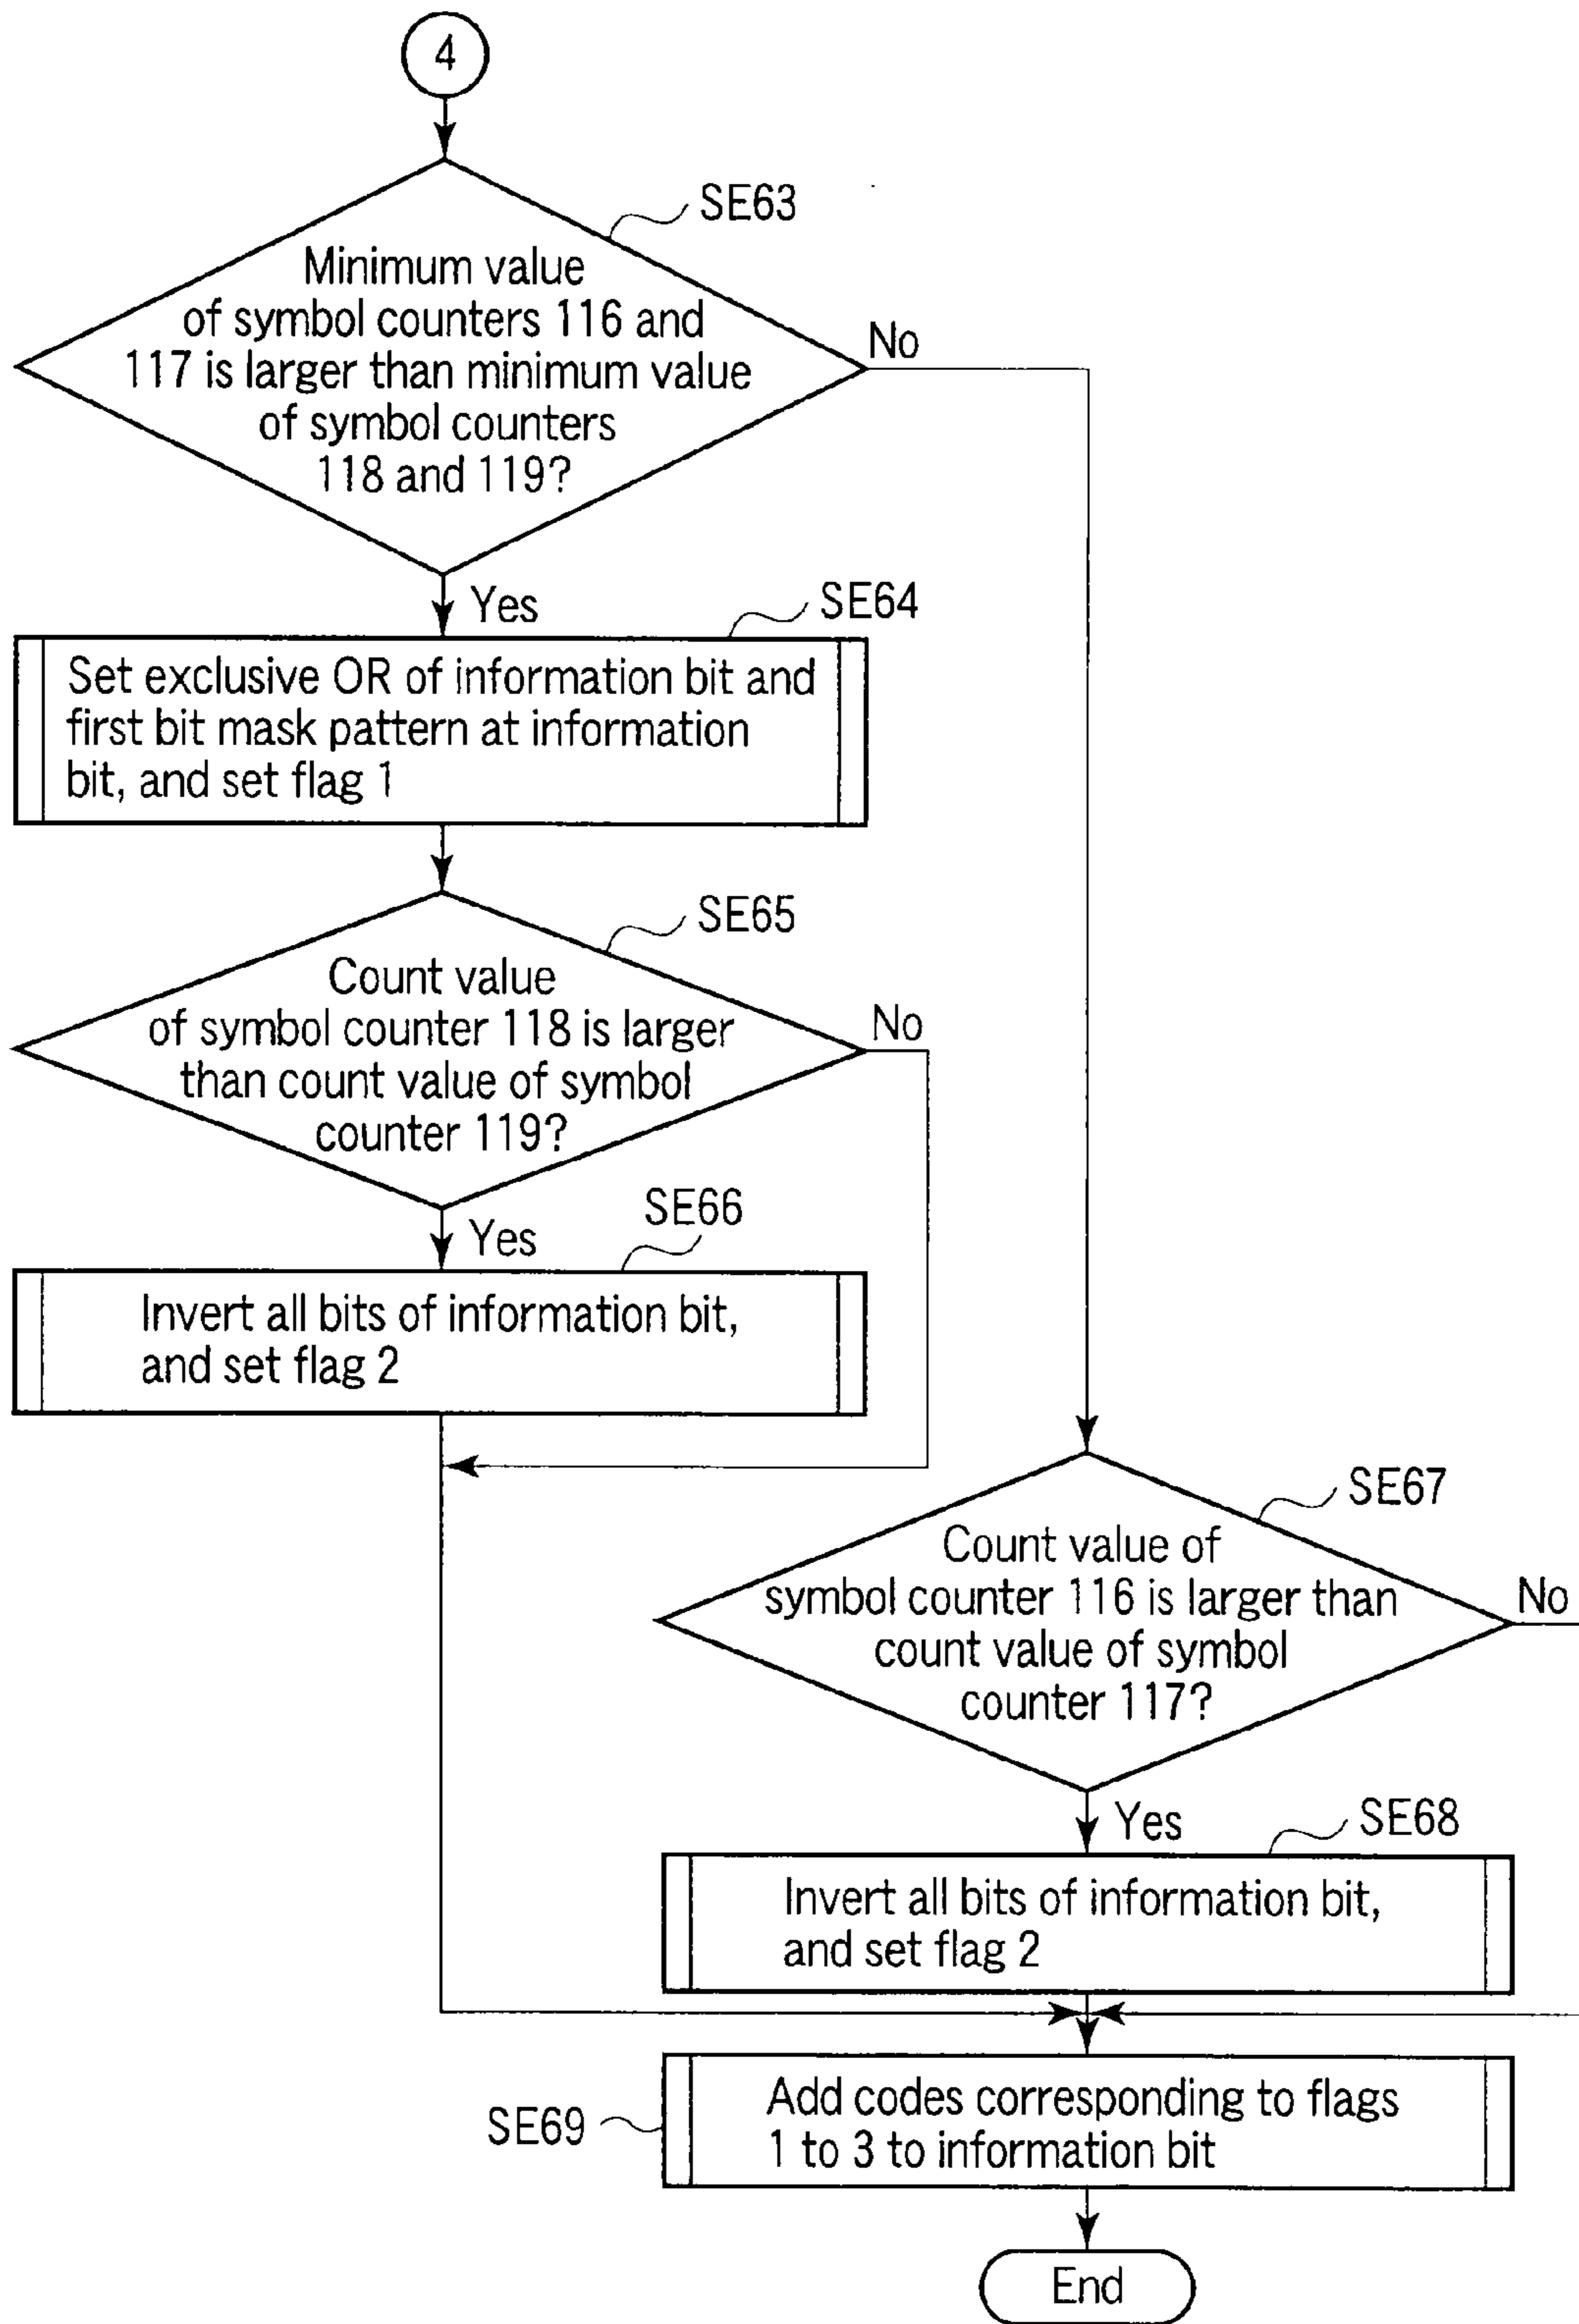 4
SE63
Minimum value
of symbol counters 116 and
117 is larger than minimum value
of symbol counters
118 and 119?
No
Yes
SE64
Set exclusive OR of information bit and
first bit mask pattern at information
bit, and set flag 1
SE65
Count value
of symbol counter 118 is larger
than count value of symbol
counter 119?
No
Yes
SE66
Invert all bits of information bit,
and set flag 2
SE67
Count value of
symbol counter 116 is larger than
count value of symbol
counter 117?
No
Yes
SE68
Invert all bits of information bit,
and set flag 2
SE69
Add codes corresponding to flags
1 to 3 to information bit
End